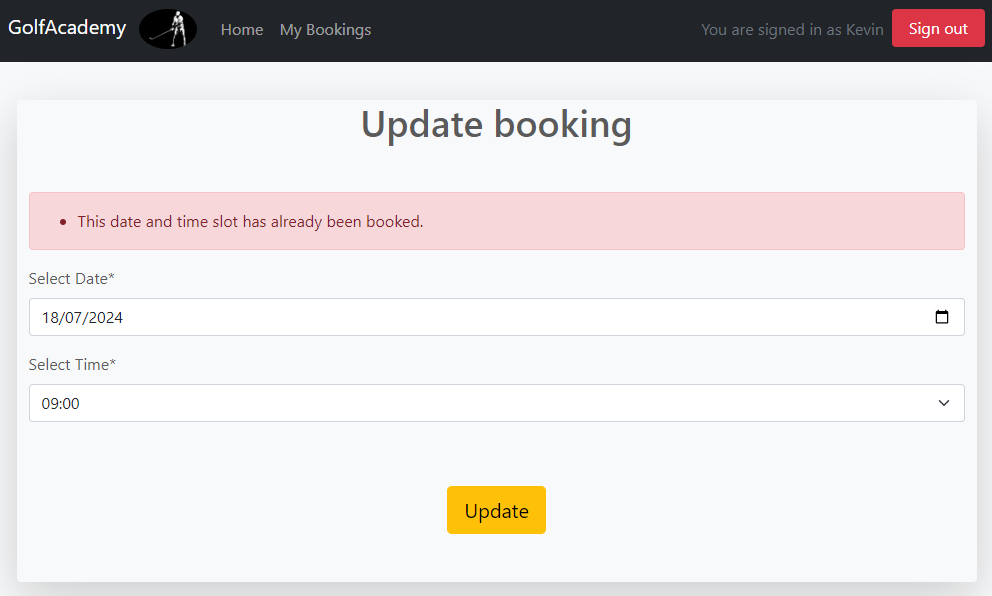 GolfAcademy Home My Bookings You are signed in as Kevin Sign out
Update booking
• This date and time slot has already been booked.
Select Date*
18/07/2024
Select Time*
09:00
Update